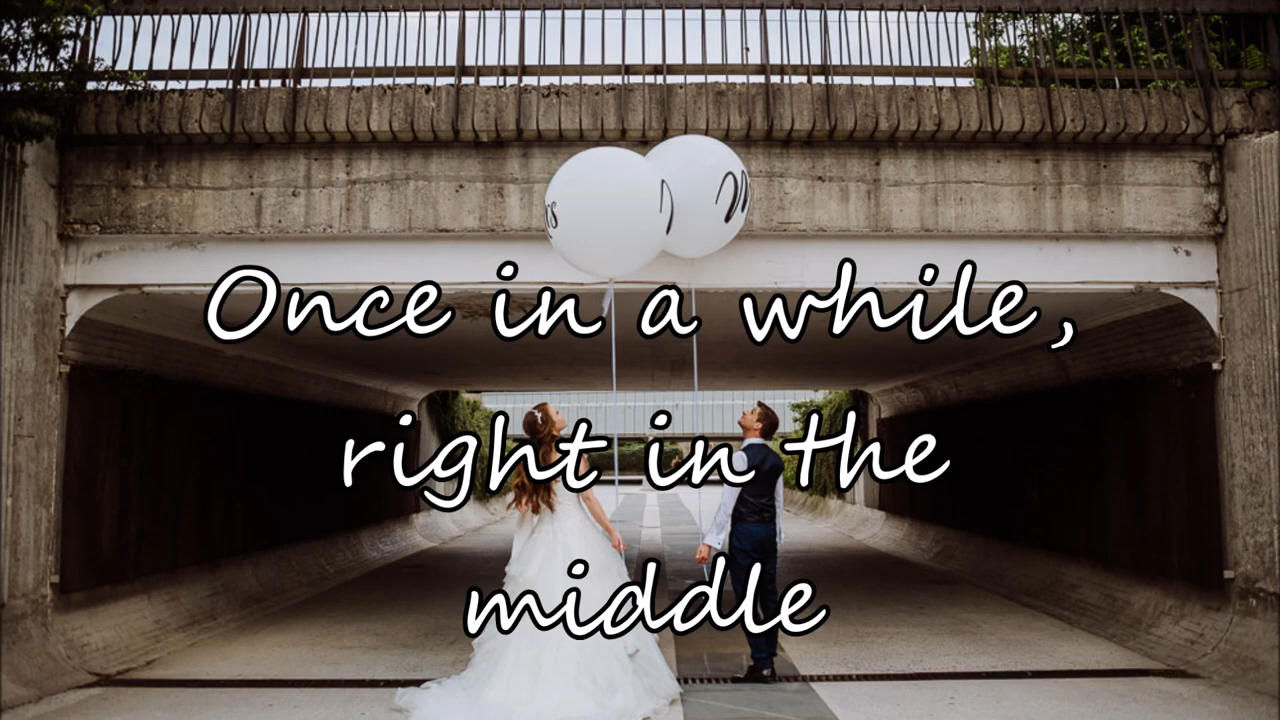 Once in a while,
right in the
middle